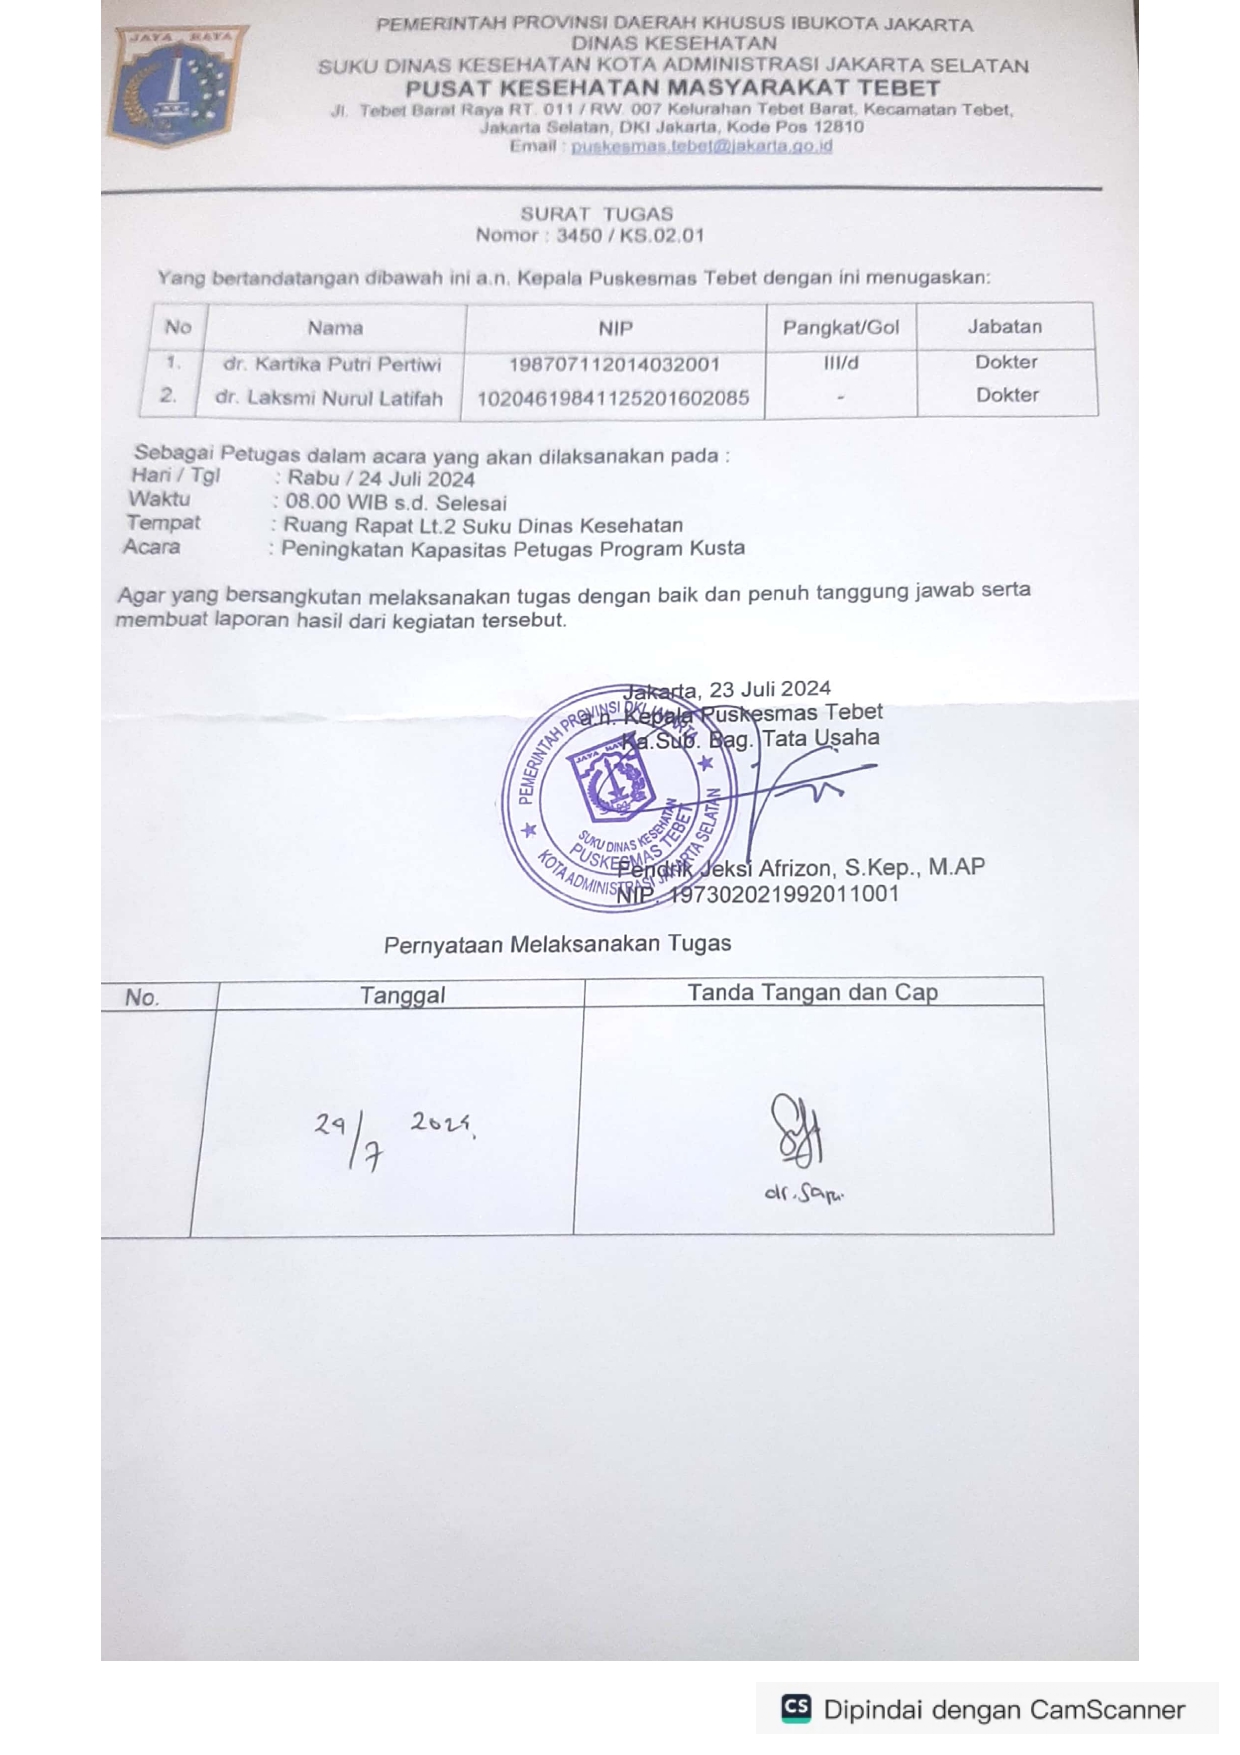 JAYA RAYA
PEMERINTAH PROVINSI DAERAH KHUSUS IBUKOTA JAKARTA
DINAS KESEHATAN
SUKU DINAS KESEHATAN KOTA ADMINISTRASI JAKARTA SELATAN
PUSAT KESEHATAN MASYARAKAT TEBET
Jl. Tebet Barat Raya RT. 011 / RW. 007 Kelurahan Tebet Barat, Kecamatan Tebet,
Jakarta Selatan, DKI Jakarta, Kode Pos 12810
Email : puskesmas.tebet@jakarta.go.id
SURAT TUGAS
Nomor : 3450 / KS.02.01
Yang bertandatangan dibawah ini a.n. Kepala Puskesmas Tebet dengan ini menugaskan:
No Nama NIP Pangkat/Gol Jabatan
1. dr. Kartika Putri Pertiwi 198707112014032001 III/d Dokter
2. dr. Laksmi Nurul Latifah 10204619841125201602085 - Dokter
Sebagai Petugas dalam acara yang akan dilaksanakan pada :
Hari / Tgl : Rabu / 24 Juli 2024
Waktu : 08.00 WIB s.d. Selesai
Tempat : Ruang Rapat Lt.2 Suku Dinas Kesehatan
Acara : Peningkatan Kapasitas Petugas Program Kusta
Agar yang bersangkutan melaksanakan tugas dengan baik dan penuh tanggung jawab serta
membuat laporan hasil dari kegiatan tersebut.
Jakarta, 23 Juli 2024
a.n. Kepala Puskesmas Tebet
Ka.Sub. Bag. Tata Usaha
PEMERINTAH PROVINSI DKI JAKARTA
JAYA RAYA
SUKU DINAS KESEHATAN
PUSKESMAS TEBET
KOTA ADMINISTRASI JAKARTA SELATAN
Pendrik Jeksi Afrizon, S.Kep., M.AP
NIP. 197302021992011001
Pernyataan Melaksanakan Tugas
No. Tanggal Tanda Tangan dan Cap
29/7 2024
dr.
CS Dipindai dengan CamScanner